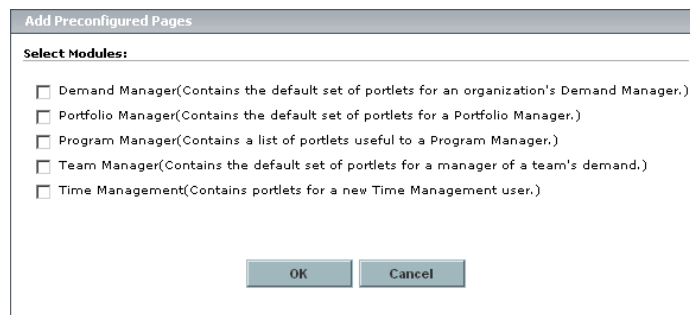 Add Preconfigured Pages
Select Modules:
Demand Manager(Contains the default set of portlets for an organization's Demand Manager.)
Portfolio Manager(Contains the default set of portlets for a Portfolio Manager.)
Program Manager(Contains a list of portlets useful to a Program Manager.)
Team Manager(Contains the default set of portlets for a manager of a team's demand.)
Time Management(Contains portlets for a new Time Management user.)
OK Cancel